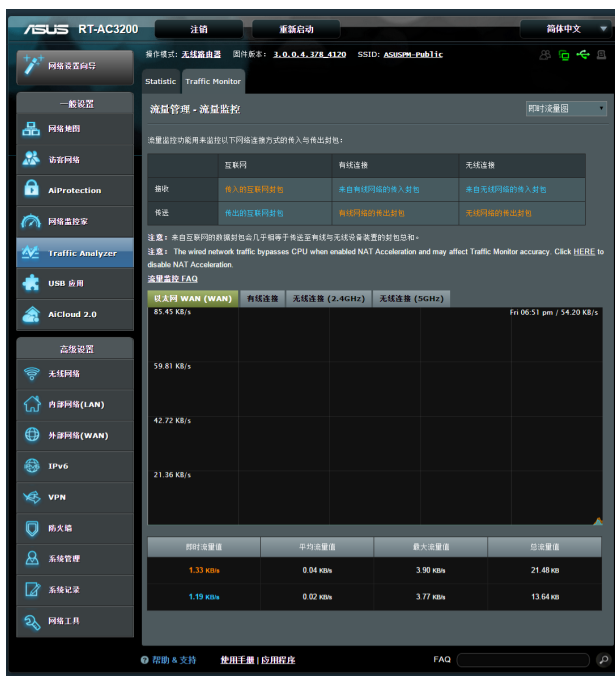 ASUS RT-AC3200 注销 重新启动 简体中文
操作模式: 无线路由器 固件版本: 3.0.0.4.378_4120 SSID: ASUSPM-Public
网络设置向导
一般设置
网络地图
访客网络
AiProtection
网络监控家
Traffic Analyzer
USB 应用
AiCloud 2.0
高级设置
无线网络
内部网络(LAN)
外部网络(WAN)
IPv6
VPN
防火墙
系统管理
系统记录
网络工具
Statistic Traffic Monitor
流量管理 - 流量监控 即时流量图
流量监控功能用来监控以下网络连接方式的传入与传出封包:
互联网 有线连接 无线连接
接收 传入的互联网封包 来自有线网络的传入封包 来自无线网络的传入封包
传送 传出的互联网封包 有线网络的传出封包 无线网络的传出封包
注意: 来自互联网的数据封包会几乎相等于传送至有线与无线设备装置的封包总和。
注意: The wired network traffic bypasses CPU when enabled NAT Acceleration and may affect Traffic Monitor accuracy. Click HERE to
disable NAT Acceleration.
流量监控 FAQ
以太网 WAN (WAN) 有线连接 无线连接 (2.4GHz) 无线连接 (5GHz)
85.45 KB/s Fri 06:51 pm / 54.20 KB/s
59.81 KB/s
42.72 KB/s
21.36 KB/s
即时流量值 平均流量值 最大流量值 总流量值
1.33 KB/s 0.04 KB/s 3.90 KB/s 21.48 KB
1.19 KB/s 0.02 KB/s 3.77 KB/s 13.64 KB
帮助 & 支持 使用手册 | 应用程序 FAQ